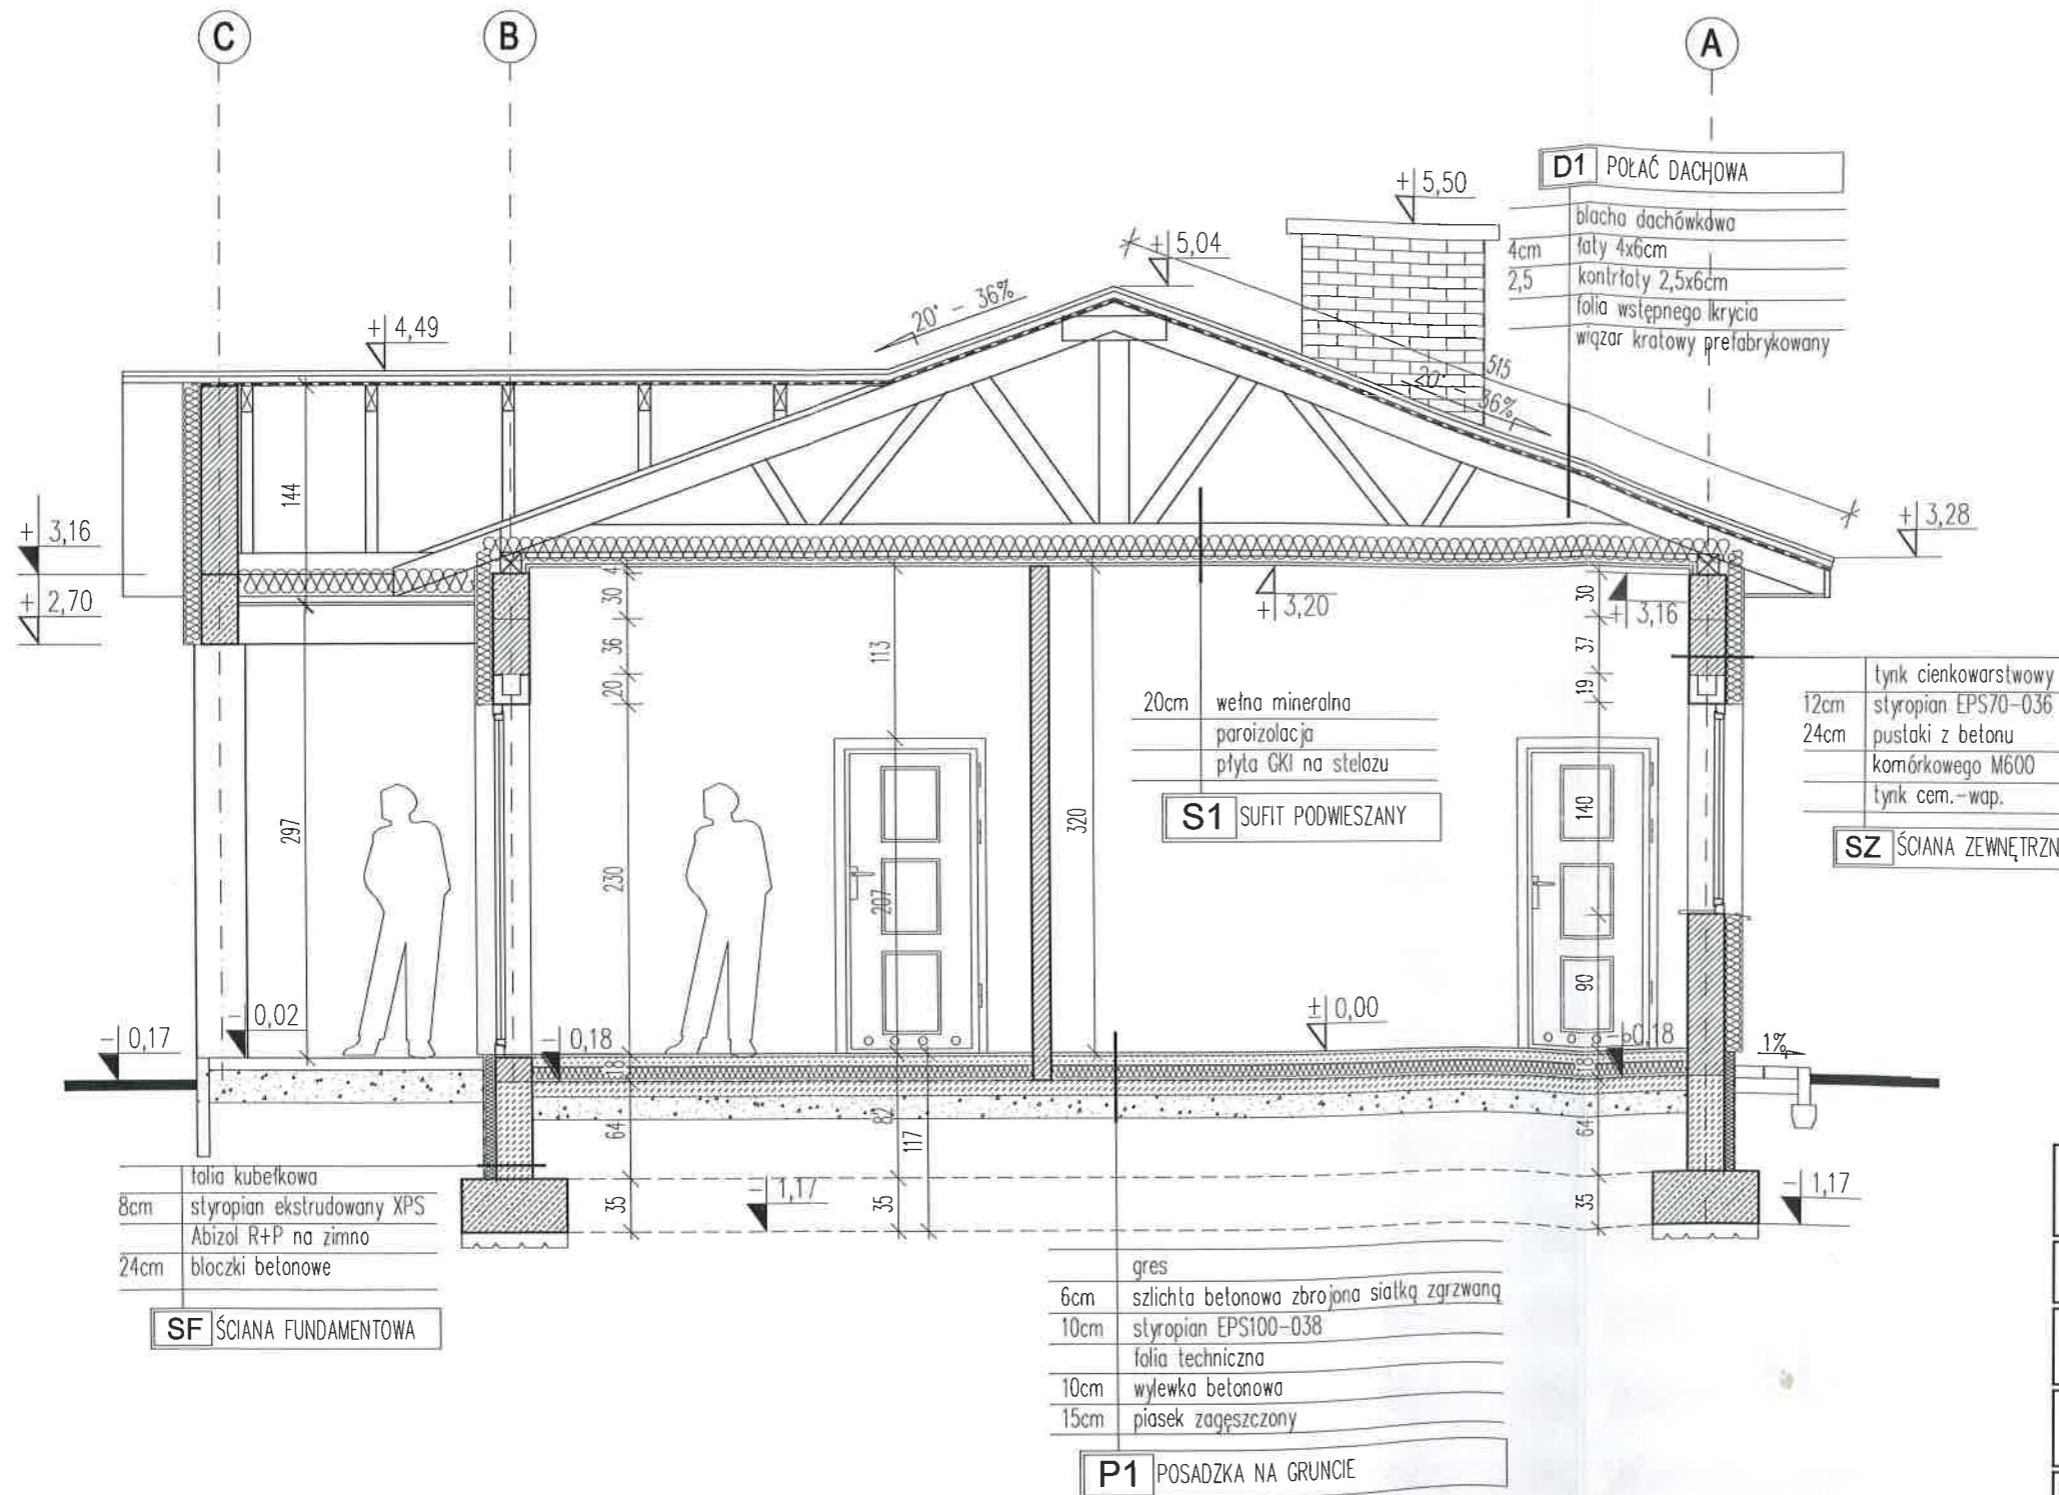 C
B
A
D1 POŁAĆ DACHOWA
blacha dachówkowa
4cm łaty 4x6cm
2,5 kontrłaty 2,5x6cm
folia wstępnego krycia
wiązar kratowy prefabrykowany
+5,50
+5,04
20° - 36%
+4,49
515
20° - 36%
144
+3,16
+2,70
+3,28
4
30
36
20
230
18
64
35
113
207
82
35
117
320
+3,20
+3,16
30
37
19
140
90
18
64
35
20cm wełna mineralna
paroizolacja
płyta GKI na stelażu
S1 SUFIT PODWIESZANY
tynk cienkowarstwowy
12cm styropian EPS70-036
24cm pustaki z betonu
komórkowego M600
tynk cem.-wap.
SZ ŚCIANA ZEWNĘTRZN
297
-0,17
-0,02
-0,18
±0,00
-0,18
1%
-1,17
-1,17
folia kubełkowa
8cm styropian ekstrudowany XPS
Abizol R+P na zimno
24cm bloczki betonowe
SF ŚCIANA FUNDAMENTOWA
gres
6cm szlichta betonowa zbrojona siatką zgrzwaną
10cm styropian EPS100-038
folia techniczna
10cm wylewka betonowa
15cm piasek zagęszczony
P1 POSADZKA NA GRUNCIE